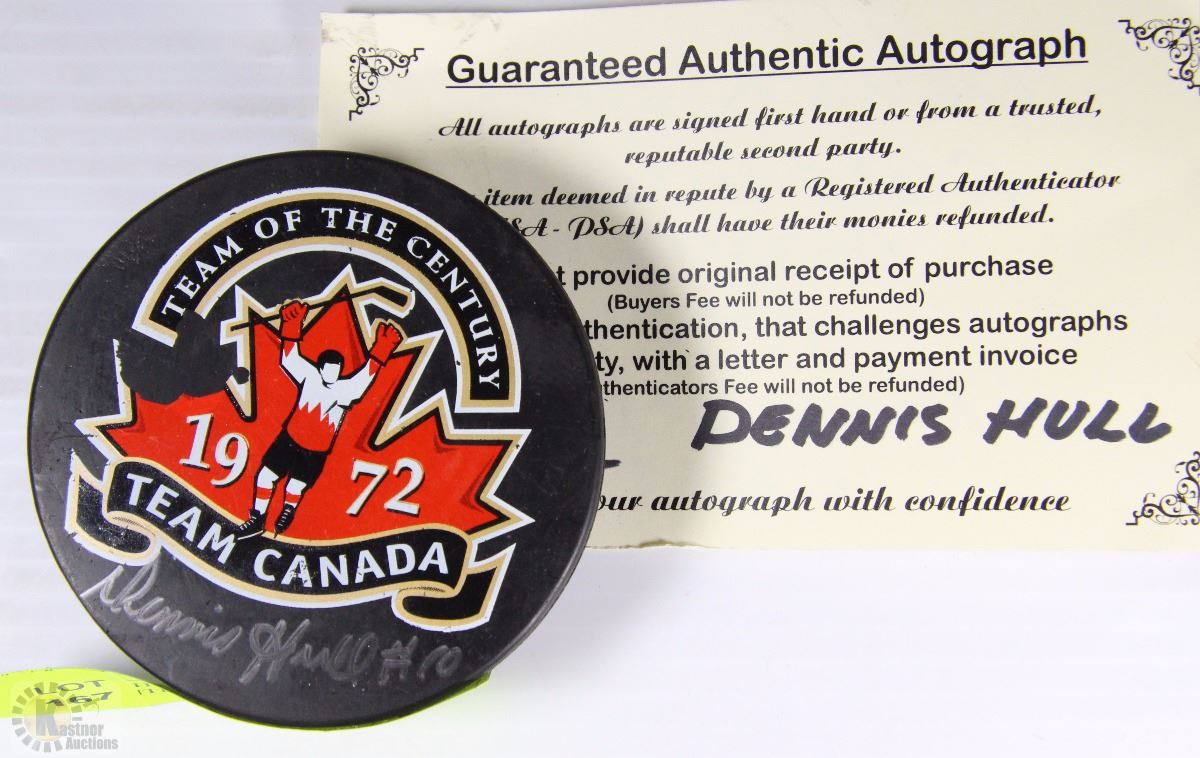 Guaranteed Authentic Autograph
All autographs are signed first hand or from a trusted,
reputable second party.
item deemed in repute by a Registered Authenticator
PSA) shall have their monies refunded.
provide original receipt of purchase
(Buyers Fee will not be refunded)
that challenges autographs
with a letter and payment invoice
Fee will not be refunded)
DENNIS HULL
autograph with confidence
TEAM OF THE CENTURY
19 72
TEAM CANADA
Dennis Hull #10
LOT
Kastner
Auctions